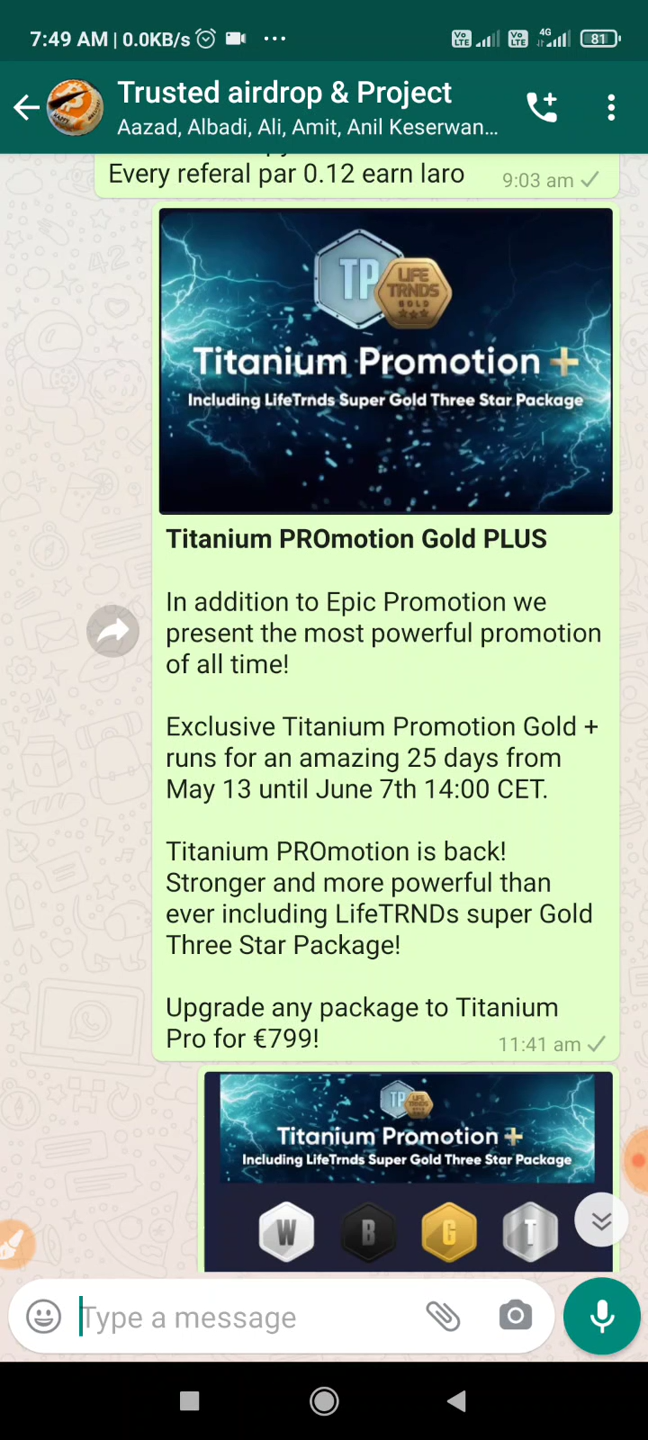 7:49 AM | 0.0KB/s
Vo LTE Vo LTE 4G 81
Trusted airdrop & Project
Aazad, Albadi, Ali, Amit, Anil Keserwan...
Every referal par 0.12 earn laro
9:03 am
TP
LIFE
TRNDS
GOLD
Titanium Promotion +
Including LifeTrnds Super Gold Three Star Package
Titanium PROmotion Gold PLUS
In addition to Epic Promotion we
present the most powerful promotion
of all time!
Exclusive Titanium Promotion Gold +
runs for an amazing 25 days from
May 13 until June 7th 14:00 CET.
Titanium PROmotion is back!
Stronger and more powerful than
ever including LifeTRNDs super Gold
Three Star Package!
Upgrade any package to Titanium
Pro for €799!
11:41 am
TP
Titanium Promotion +
Including LifeTrnds Super Gold Three Star Package
W B G T
Type a message